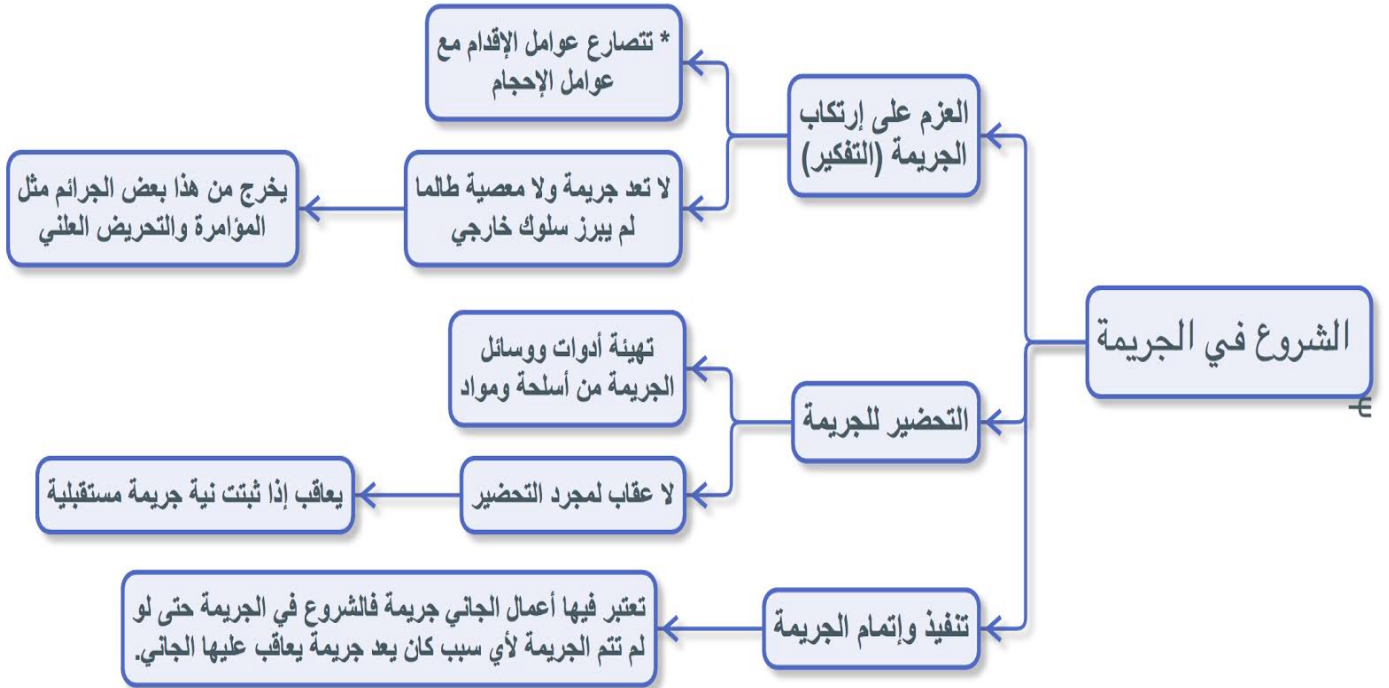 الشروع في الجريمة
العزم على إرتكاب
الجريمة (التفكير)
* تتصارع عوامل الإقدام مع
عوامل الإحجام
لا تعد جريمة ولا معصية طالما
لم يبرز سلوك خارجي
يخرج من هذا بعض الجرائم مثل
المؤامرة والتحريض العلني
التحضير للجريمة
تهيئة أدوات ووسائل
الجريمة من أسلحة ومواد
لا عقاب لمجرد التحضير
يعاقب إذا ثبتت نية جريمة مستقبلية
تنفيذ وإتمام الجريمة
تعتبر فيها أعمال الجاني جريمة فالشروع في الجريمة حتى لو
لم تتم الجريمة لأي سبب كان يعد جريمة يعاقب عليها الجاني.